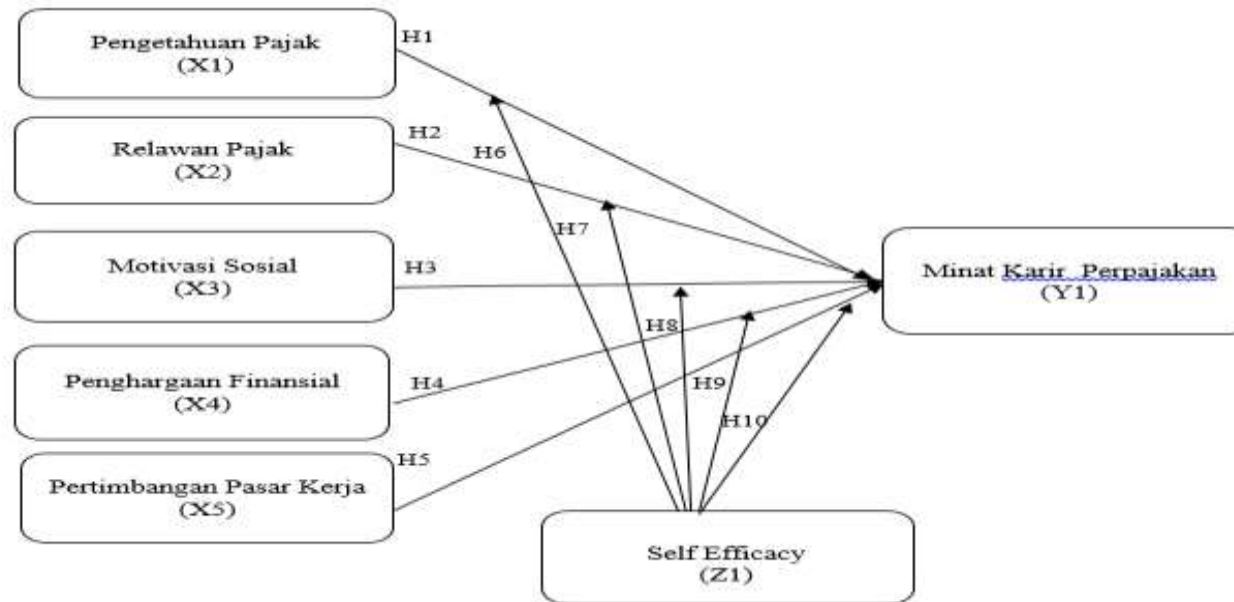 Pengetahuan Pajak
(X1)
H1
Relawan Pajak
(X2)
H2
H6
H7
Motivasi Sosial
(X3)
H3
Minat Karir Perpajakan
(Y1)
H8
Penghargaan Finansial
(X4)
H4
H9
H10
Pertimbangan Pasar Kerja
(X5)
H5
Self Efficacy
(Z1)